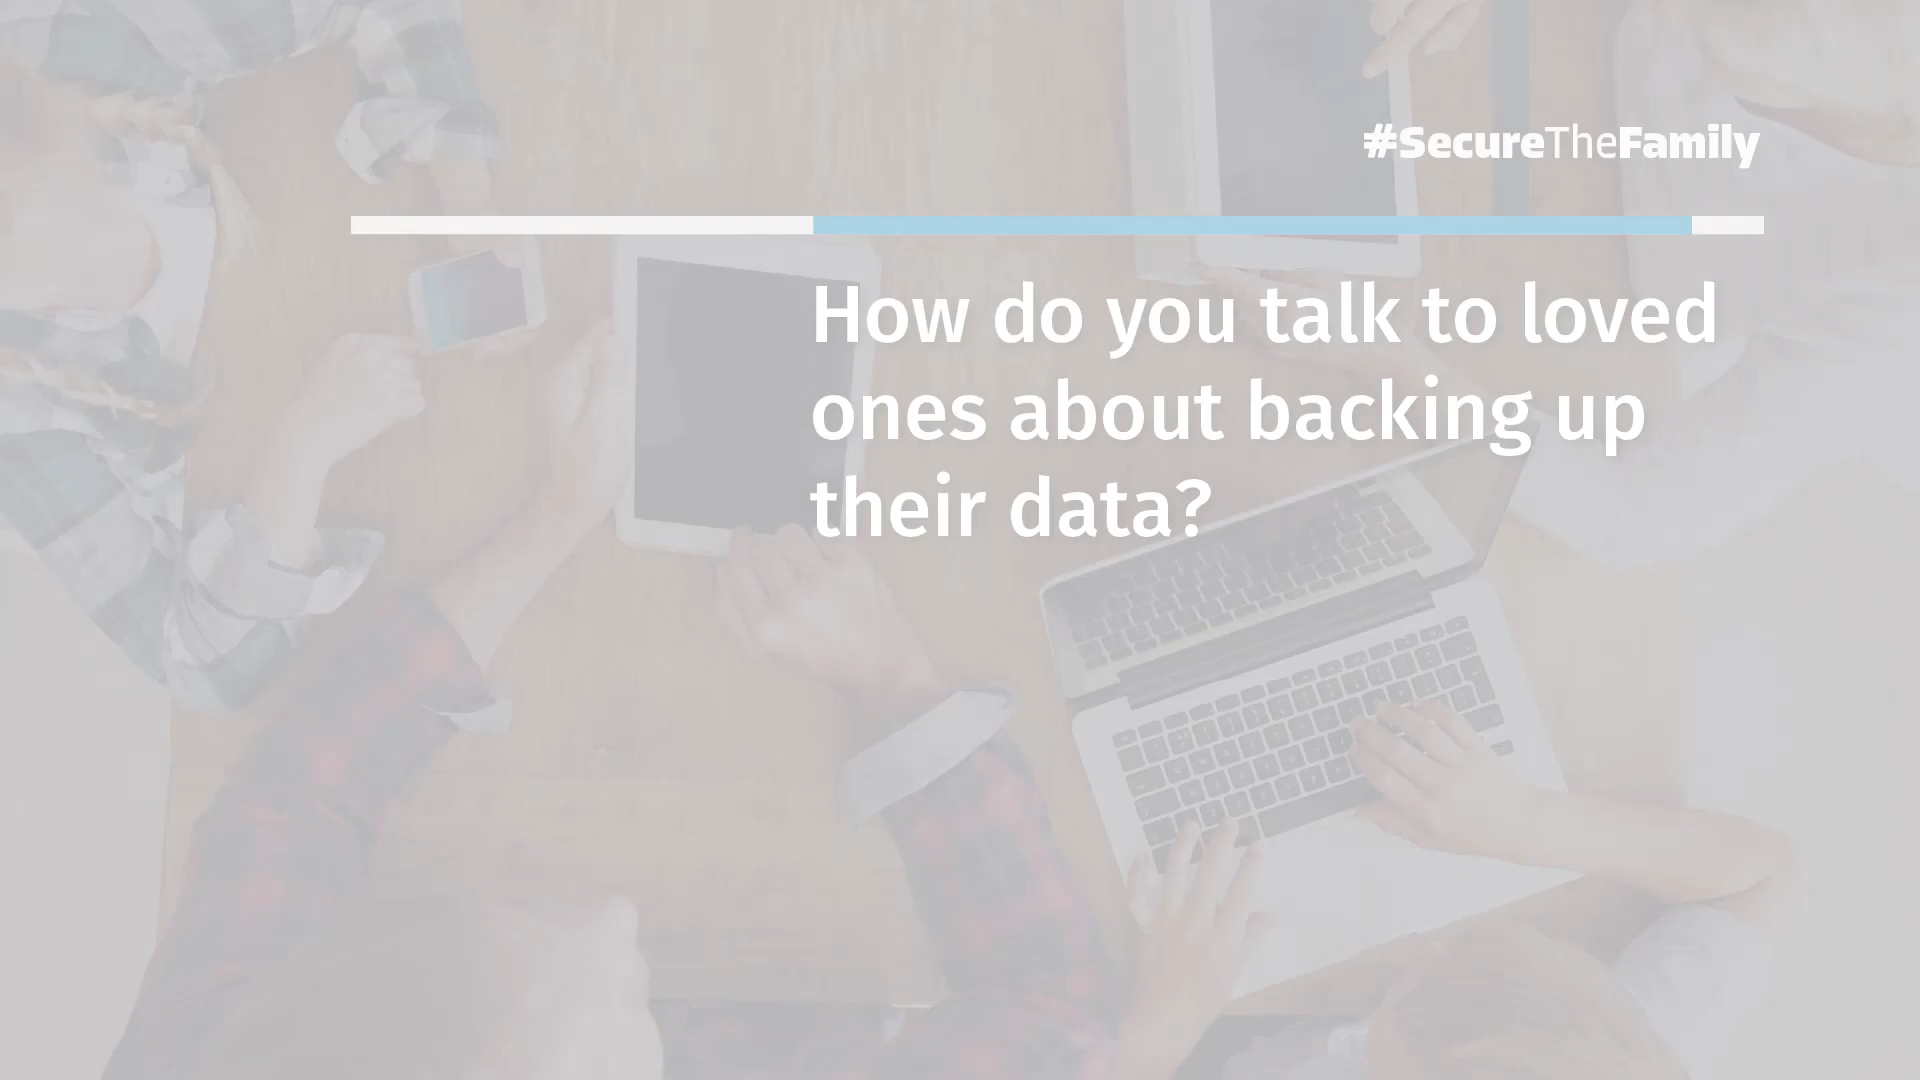 #SecureTheFamily
How do you talk to loved
ones about backing up
their data?